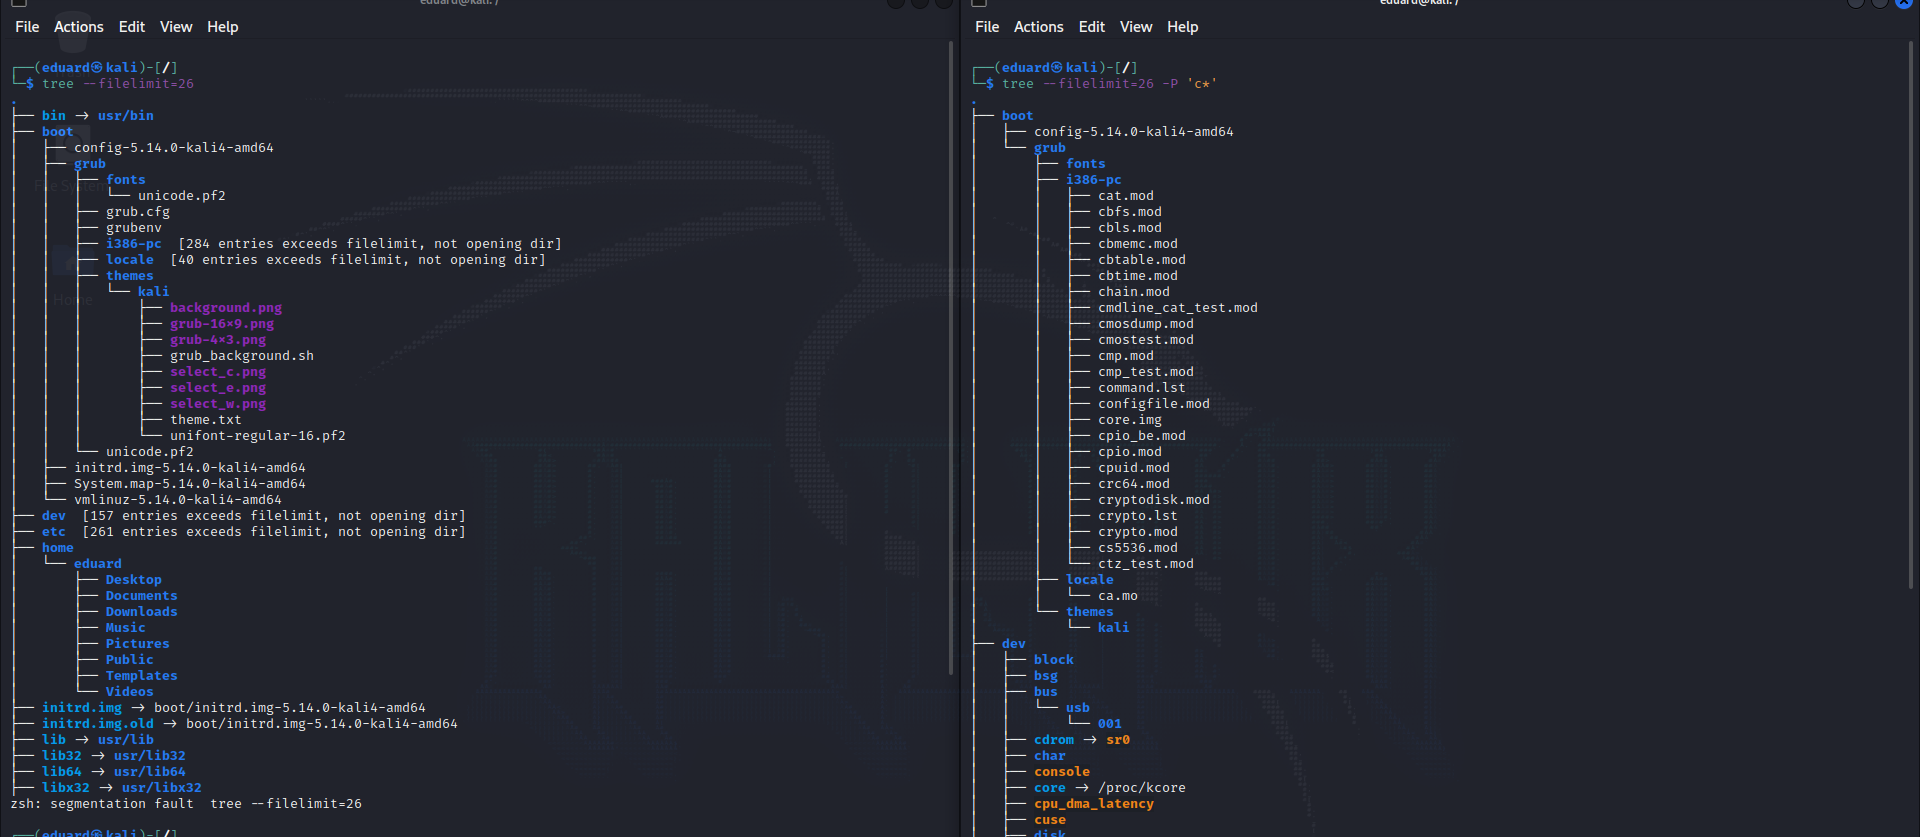 eduard@kali: /
File Actions Edit View Help
┌──(eduard㉿kali)-[/]
└─$ tree --filelimit=26
.
├── bin -> usr/bin
├── boot
│   ├── config-5.14.0-kali4-amd64
│   ├── grub
│   │   ├── fonts
│   │   │   └── unicode.pf2
│   │   ├── grub.cfg
│   │   ├── grubenv
│   │   ├── i386-pc  [284 entries exceeds filelimit, not opening dir]
│   │   ├── locale  [40 entries exceeds filelimit, not opening dir]
│   │   ├── themes
│   │   │   └── kali
│   │   │       ├── background.png
│   │   │       ├── grub-16×9.png
│   │   │       ├── grub-4×3.png
│   │   │       ├── grub_background.sh
│   │   │       ├── select_c.png
│   │   │       ├── select_e.png
│   │   │       ├── select_w.png
│   │   │       ├── theme.txt
│   │   │       └── unifont-regular-16.pf2
│   │   └── unicode.pf2
│   ├── initrd.img-5.14.0-kali4-amd64
│   ├── System.map-5.14.0-kali4-amd64
│   └── vmlinuz-5.14.0-kali4-amd64
├── dev  [157 entries exceeds filelimit, not opening dir]
├── etc  [261 entries exceeds filelimit, not opening dir]
├── home
│   └── eduard
│       ├── Desktop
│       ├── Documents
│       ├── Downloads
│       ├── Music
│       ├── Pictures
│       ├── Public
│       ├── Templates
│       └── Videos
├── initrd.img -> boot/initrd.img-5.14.0-kali4-amd64
├── initrd.img.old -> boot/initrd.img-5.14.0-kali4-amd64
├── lib -> usr/lib
├── lib32 -> usr/lib32
├── lib64 -> usr/lib64
├── libx32 -> usr/libx32
zsh: segmentation fault  tree --filelimit=26
┌──(eduard㉿kali)-[/]
File System
Home
eduard@kali: /
File Actions Edit View Help
┌──(eduard㉿kali)-[/]
└─$ tree --filelimit=26 -P 'c*'
.
├── boot
│   ├── config-5.14.0-kali4-amd64
│   └── grub
│       ├── fonts
│       ├── i386-pc
│       │   ├── cat.mod
│       │   ├── cbfs.mod
│       │   ├── cbls.mod
│       │   ├── cbmemc.mod
│       │   ├── cbtable.mod
│       │   ├── cbtime.mod
│       │   ├── chain.mod
│       │   ├── cmdline_cat_test.mod
│       │   ├── cmosdump.mod
│       │   ├── cmostest.mod
│       │   ├── cmp.mod
│       │   ├── cmp_test.mod
│       │   ├── command.lst
│       │   ├── configfile.mod
│       │   ├── core.img
│       │   ├── cpio_be.mod
│       │   ├── cpio.mod
│       │   ├── cpuid.mod
│       │   ├── crc64.mod
│       │   ├── cryptodisk.mod
│       │   ├── crypto.lst
│       │   ├── crypto.mod
│       │   ├── cs5536.mod
│       │   └── ctz_test.mod
│       ├── locale
│       │   └── ca.mo
│       └── themes
│           └── kali
├── dev
│   ├── block
│   ├── bsg
│   ├── bus
│   │   └── usb
│   │       └── 001
│   ├── cdrom -> sr0
│   ├── char
│   ├── console
│   ├── core -> /proc/kcore
│   ├── cpu_dma_latency
│   ├── cuse
│   ├── disk